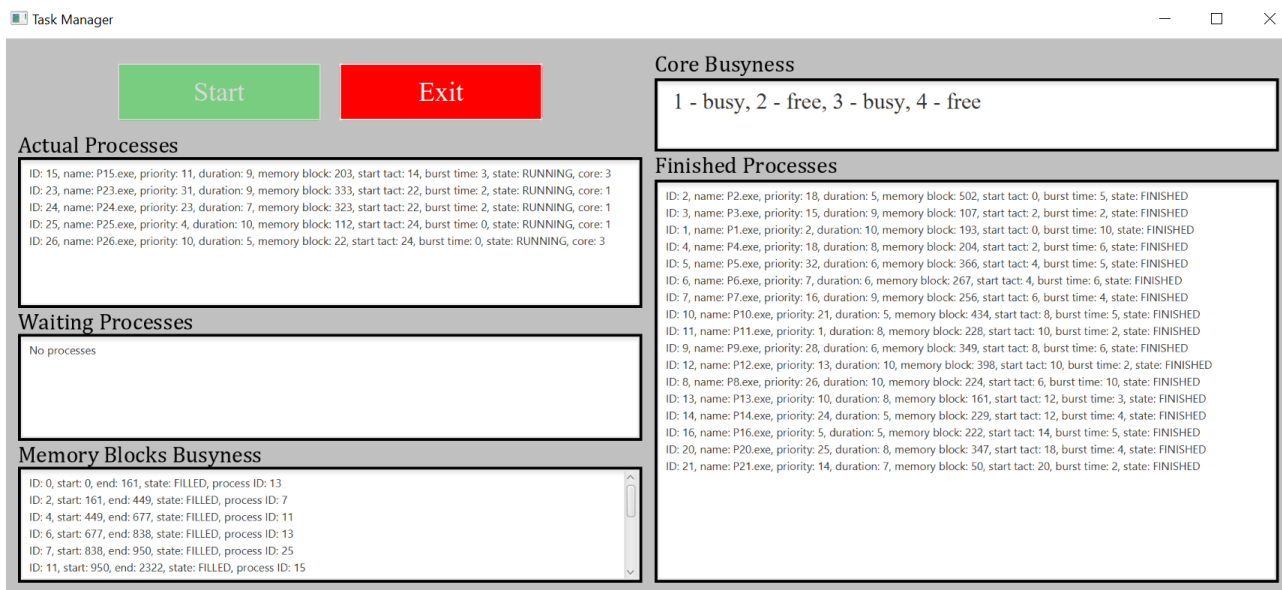 Task Manager
Start
Exit
Actual Processes
ID: 15, name: P15.exe, priority: 11, duration: 9, memory block: 203, start tact: 14, burst time: 3, state: RUNNING, core: 3
ID: 23, name: P23.exe, priority: 31, duration: 9, memory block: 333, start tact: 22, burst time: 2, state: RUNNING, core: 1
ID: 24, name: P24.exe, priority: 23, duration: 7, memory block: 323, start tact: 22, burst time: 2, state: RUNNING, core: 1
ID: 25, name: P25.exe, priority: 4, duration: 10, memory block: 112, start tact: 24, burst time: 0, state: RUNNING, core: 1
ID: 26, name: P26.exe, priority: 10, duration: 5, memory block: 22, start tact: 24, burst time: 0, state: RUNNING, core: 3
Waiting Processes
No processes
Memory Blocks Busyness
ID: 0, start: 0, end: 161, state: FILLED, process ID: 13
ID: 2, start: 161, end: 449, state: FILLED, process ID: 7
ID: 4, start: 449, end: 677, state: FILLED, process ID: 11
ID: 6, start: 677, end: 838, state: FILLED, process ID: 13
ID: 7, start: 838, end: 950, state: FILLED, process ID: 25
ID: 11, start: 950, end: 2322, state: FILLED, process ID: 15
Core Busyness
1 - busy, 2 - free, 3 - busy, 4 - free
Finished Processes
ID: 2, name: P2.exe, priority: 18, duration: 5, memory block: 502, start tact: 0, burst time: 5, state: FINISHED
ID: 3, name: P3.exe, priority: 15, duration: 9, memory block: 107, start tact: 2, burst time: 2, state: FINISHED
ID: 1, name: P1.exe, priority: 2, duration: 10, memory block: 193, start tact: 0, burst time: 10, state: FINISHED
ID: 4, name: P4.exe, priority: 18, duration: 8, memory block: 204, start tact: 2, burst time: 6, state: FINISHED
ID: 5, name: P5.exe, priority: 32, duration: 6, memory block: 366, start tact: 4, burst time: 5, state: FINISHED
ID: 6, name: P6.exe, priority: 7, duration: 6, memory block: 267, start tact: 4, burst time: 6, state: FINISHED
ID: 7, name: P7.exe, priority: 16, duration: 9, memory block: 256, start tact: 6, burst time: 4, state: FINISHED
ID: 10, name: P10.exe, priority: 21, duration: 5, memory block: 434, start tact: 8, burst time: 5, state: FINISHED
ID: 11, name: P11.exe, priority: 1, duration: 8, memory block: 228, start tact: 10, burst time: 2, state: FINISHED
ID: 9, name: P9.exe, priority: 28, duration: 6, memory block: 349, start tact: 8, burst time: 6, state: FINISHED
ID: 12, name: P12.exe, priority: 13, duration: 10, memory block: 398, start tact: 10, burst time: 2, state: FINISHED
ID: 8, name: P8.exe, priority: 26, duration: 10, memory block: 224, start tact: 6, burst time: 10, state: FINISHED
ID: 13, name: P13.exe, priority: 10, duration: 8, memory block: 161, start tact: 12, burst time: 3, state: FINISHED
ID: 14, name: P14.exe, priority: 24, duration: 5, memory block: 229, start tact: 12, burst time: 4, state: FINISHED
ID: 16, name: P16.exe, priority: 5, duration: 5, memory block: 222, start tact: 14, burst time: 5, state: FINISHED
ID: 20, name: P20.exe, priority: 25, duration: 8, memory block: 347, start tact: 18, burst time: 4, state: FINISHED
ID: 21, name: P21.exe, priority: 14, duration: 7, memory block: 50, start tact: 20, burst time: 2, state: FINISHED